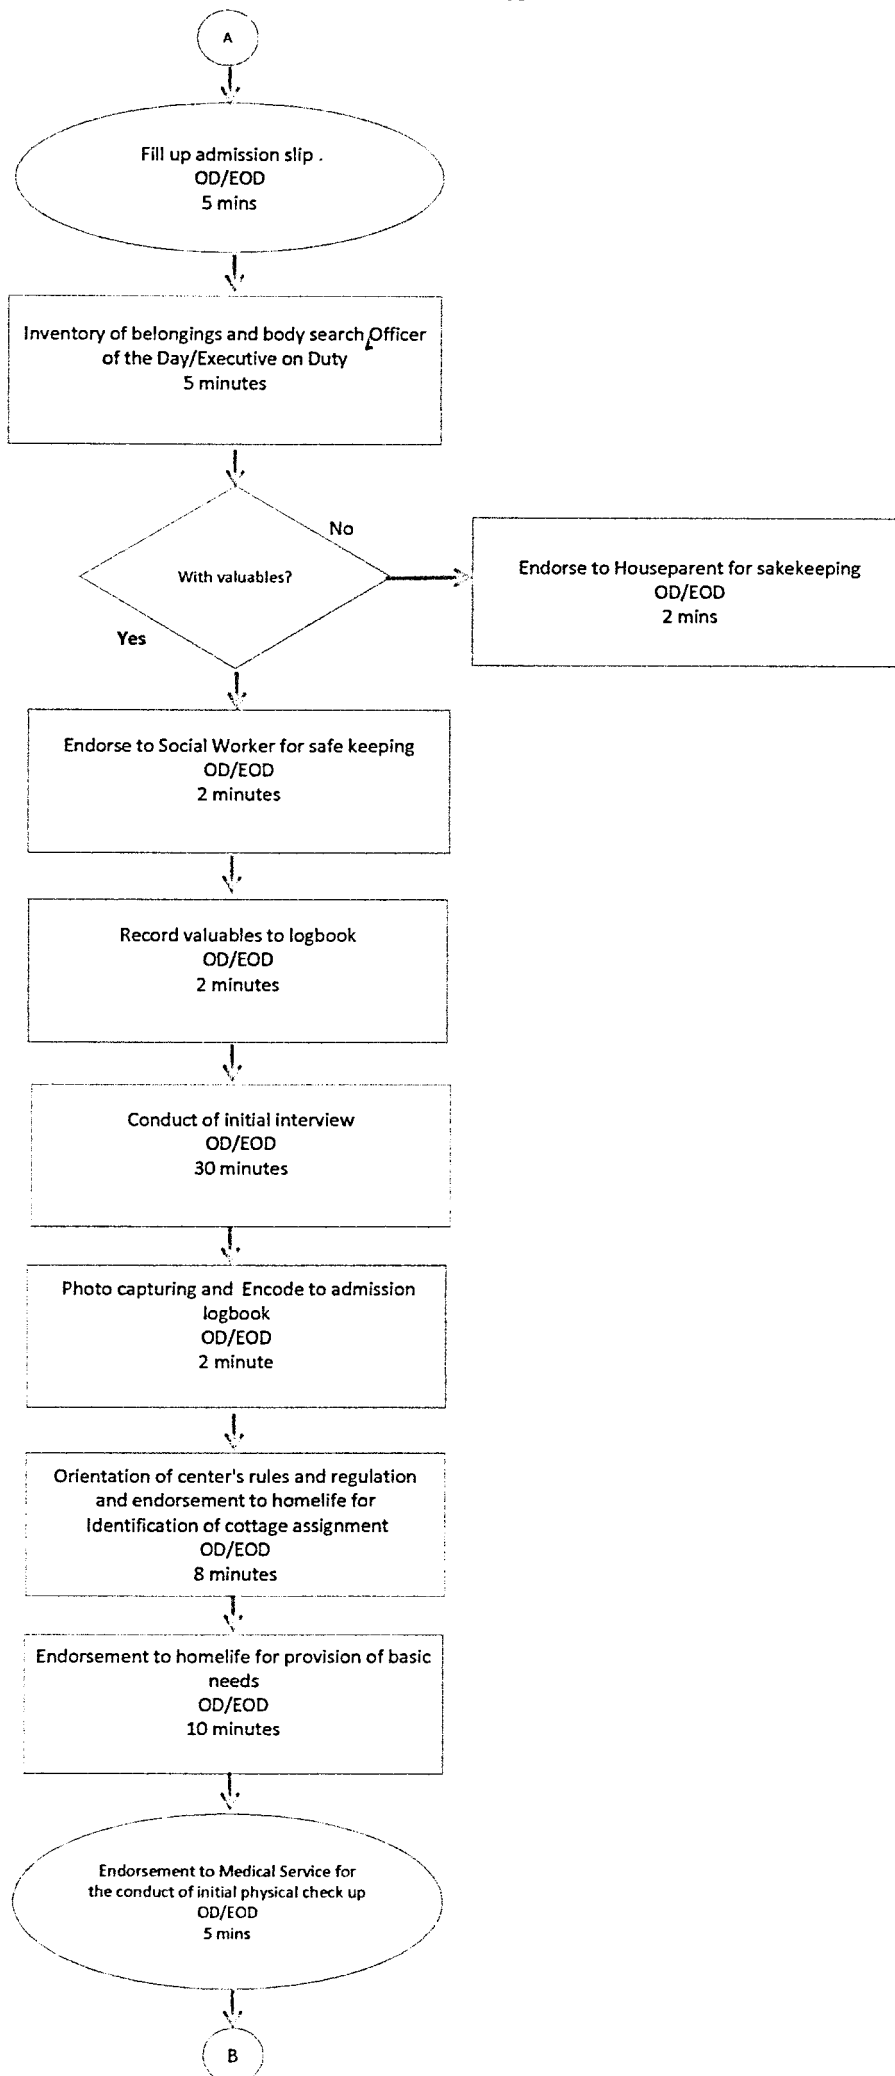 A
Fill up admission slip .
OD/EOD
5 mins
Inventory of belongings and body search, Officer
of the Day/Executive on Duty
5 minutes
No
With valuables?
Yes
Endorse to Houseparent for sakekeeping
OD/EOD
2 mins
Endorse to Social Worker for safe keeping
OD/EOD
2 minutes
Record valuables to logbook
OD/EOD
2 minutes
Conduct of initial interview
OD/EOD
30 minutes
Photo capturing and Encode to admission
logbook
OD/EOD
2 minute
Orientation of center's rules and regulation
and endorsement to homelife for
Identification of cottage assignment
OD/EOD
8 minutes
Endorsement to homelife for provision of basic
needs
OD/EOD
10 minutes
Endorsement to Medical Service for
the conduct of initial physical check up
OD/EOD
5 mins
B